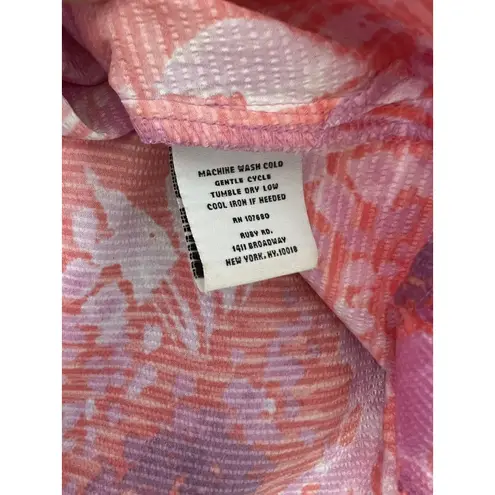 MACHINE WASH COLD
GENTLE CYCLE
TUMBLE DRY LOW
COOL IRON IF NEEDED
RN 107680
RUBY RD.
1411 BROADWAY
NEW YORK, NY.10018